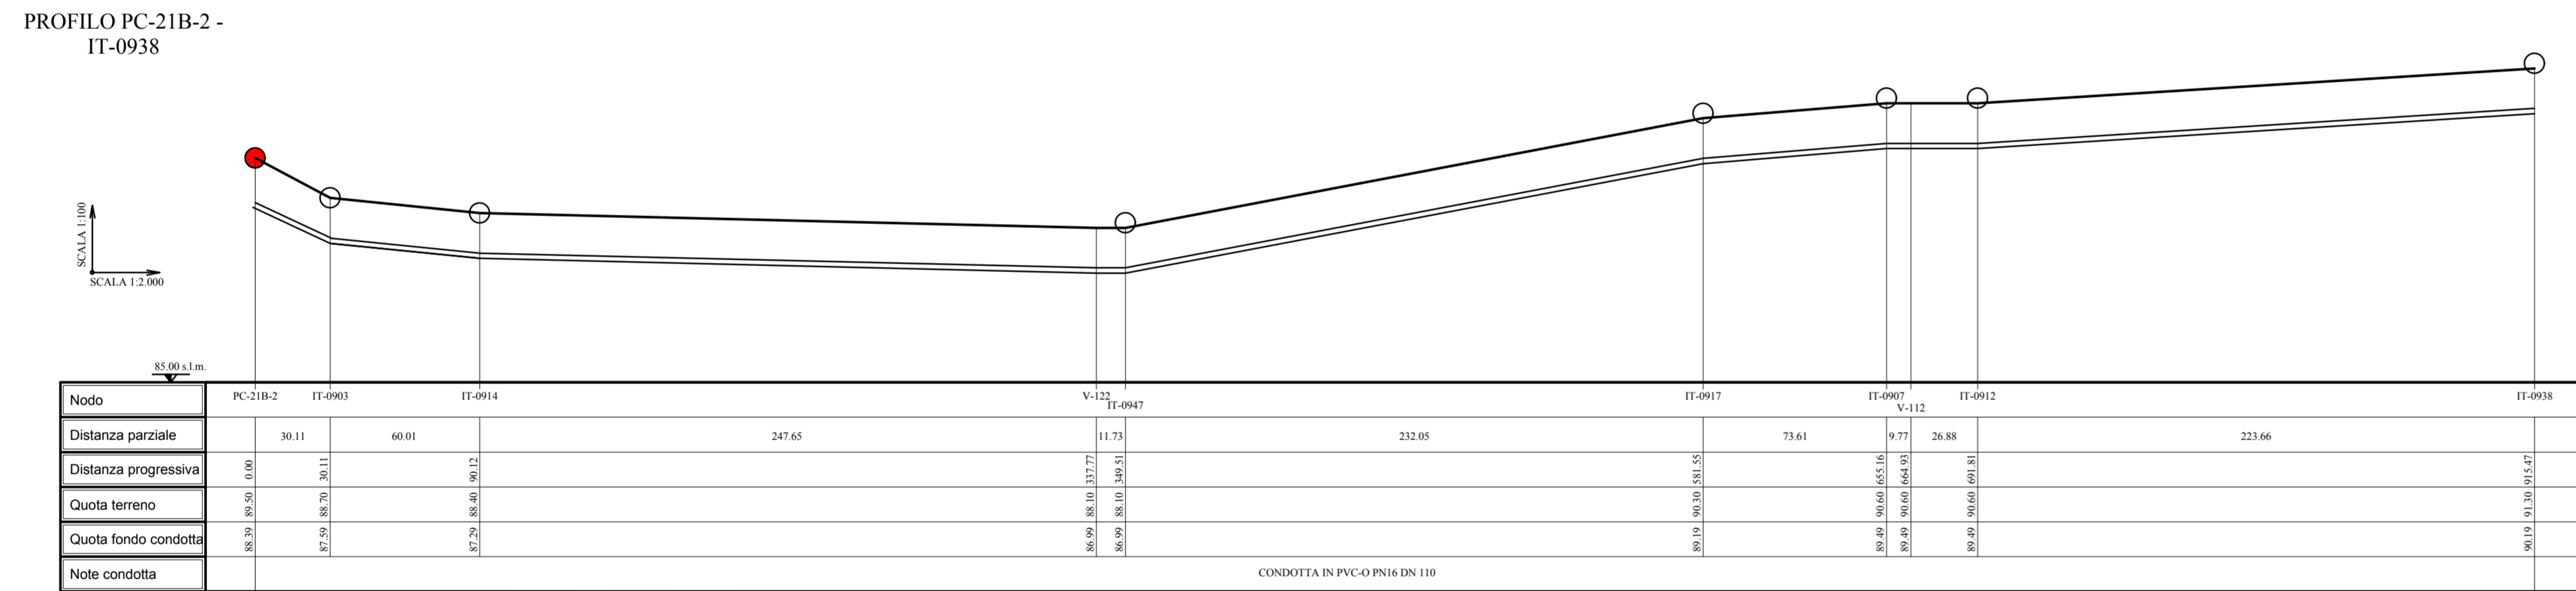 PROFILO PC-21B-2 -
IT-0938
SCALA 1:100
SCALA 1:2.000
85.00 s.l.m.
Nodo PC-21B-2 IT-0903 IT-0914 V-122 IT-0947 IT-0917 IT-0907 V-112 IT-0912 IT-0938
Distanza parziale 30.11 60.01 247.65 11.73 232.05 73.61 9.77 26.88 223.66
Distanza progressiva 0.00 30.11 90.12 337.77 349.51 581.55 655.16 664.93 691.81 915.47
Quota terreno 89.50 88.70 88.40 88.10 88.10 90.30 90.60 90.60 90.60 91.30
Quota fondo condotta 88.39 87.59 87.29 86.99 86.99 89.19 89.49 89.49 89.49 90.19
Note condotta CONDOTTA IN PVC-O PN16 DN 110